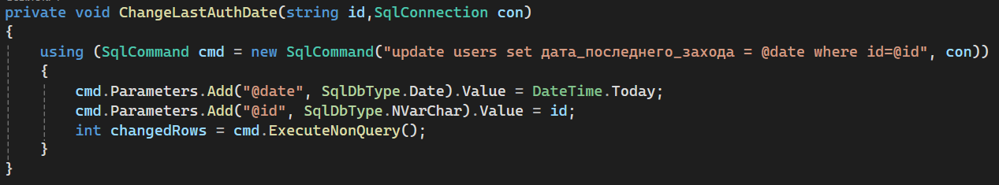 private void ChangeLastAuthDate(string id,SqlConnection con)
{
using (SqlCommand cmd = new SqlCommand("update users set дата_последнего_захода = @date where id=@id", con))
{
cmd.Parameters.Add("@date", SqlDbType.Date).Value = DateTime.Today;
cmd.Parameters.Add("@id", SqlDbType.NVarChar).Value = id;
int changedRows = cmd.ExecuteNonQuery();
}
}